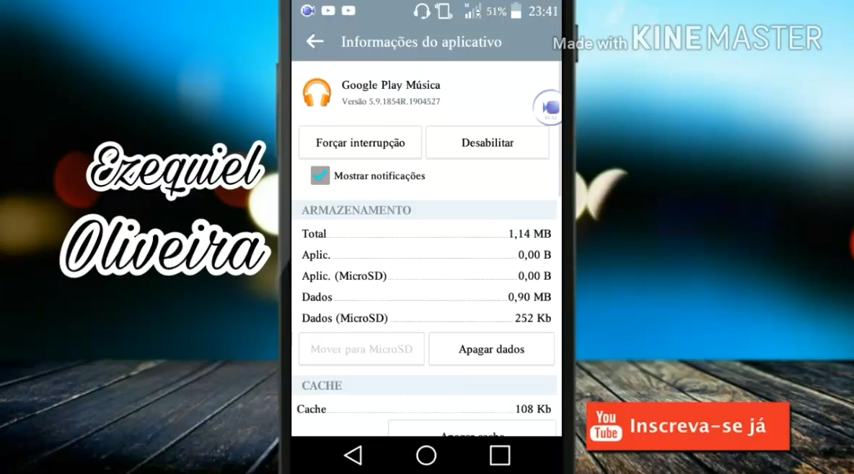 51% 23:41
Informações do aplicativo
Made with KINEMASTER
Google Play Música
Versão 5.9.1854R.1904527
Forçar interrupção
Desabilitar
Mostrar notificações
Ezequiel
Oliveira
ARMAZENAMENTO
Total 1,14 MB
Aplic. 0,00 B
Aplic. (MicroSD) 0,00 B
Dados 0,90 MB
Dados (MicroSD) 252 Kb
Mover para MicroSD
Apagar dados
CACHE
Cache 108 Kb
Apagar cache
You
Tube
Inscreva-se já